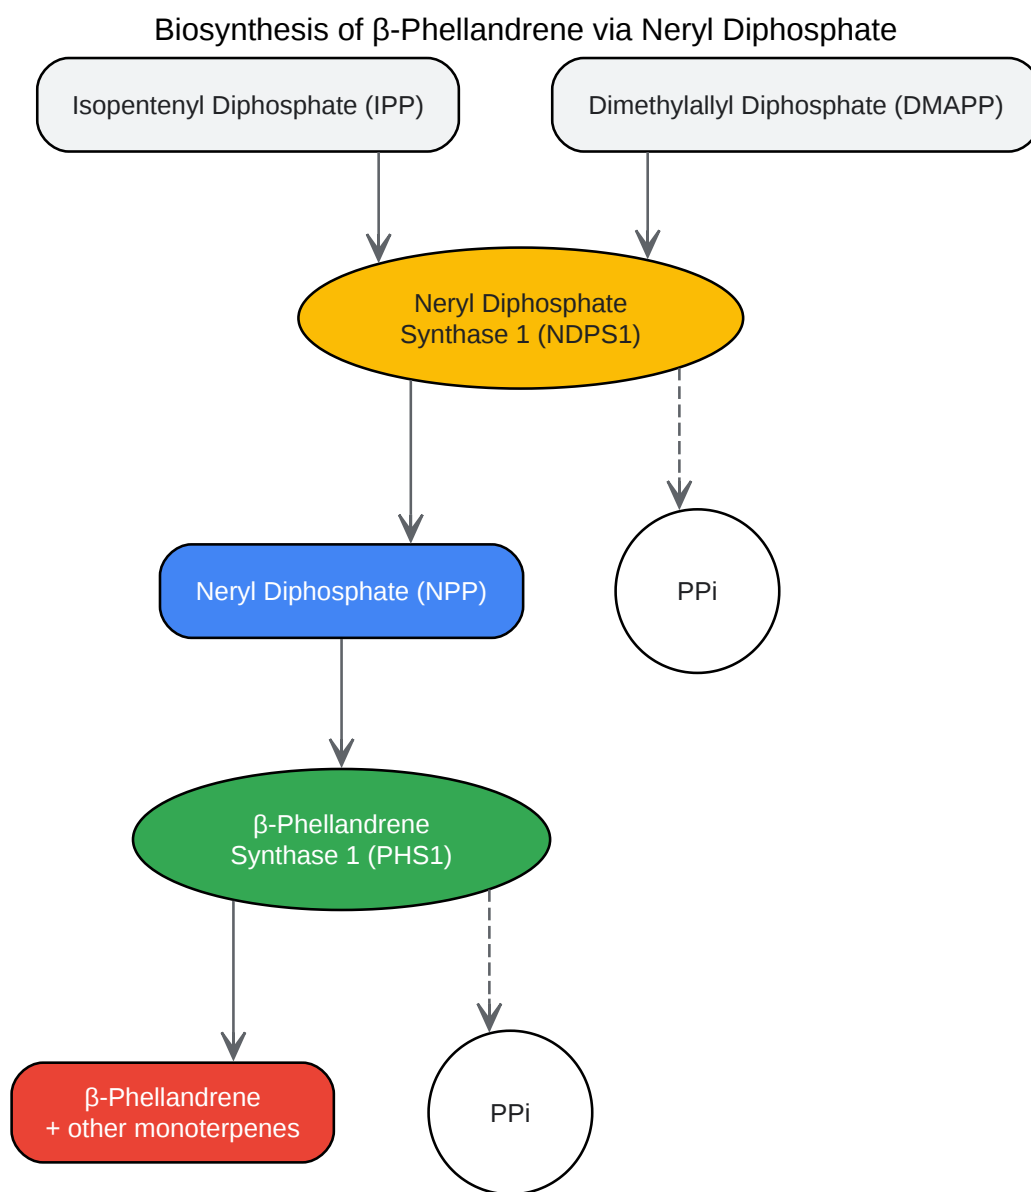 Biosynthesis of β-Phellandrene via Neryl Diphosphate
Isopentenyl Diphosphate (IPP)
Dimethylallyl Diphosphate (DMAPP)
Neryl Diphosphate
Synthase 1 (NDPS1)
Neryl Diphosphate (NPP)
PPi
β-Phellandrene
Synthase 1 (PHS1)
β-Phellandrene
+ other monoterpenes
PPi